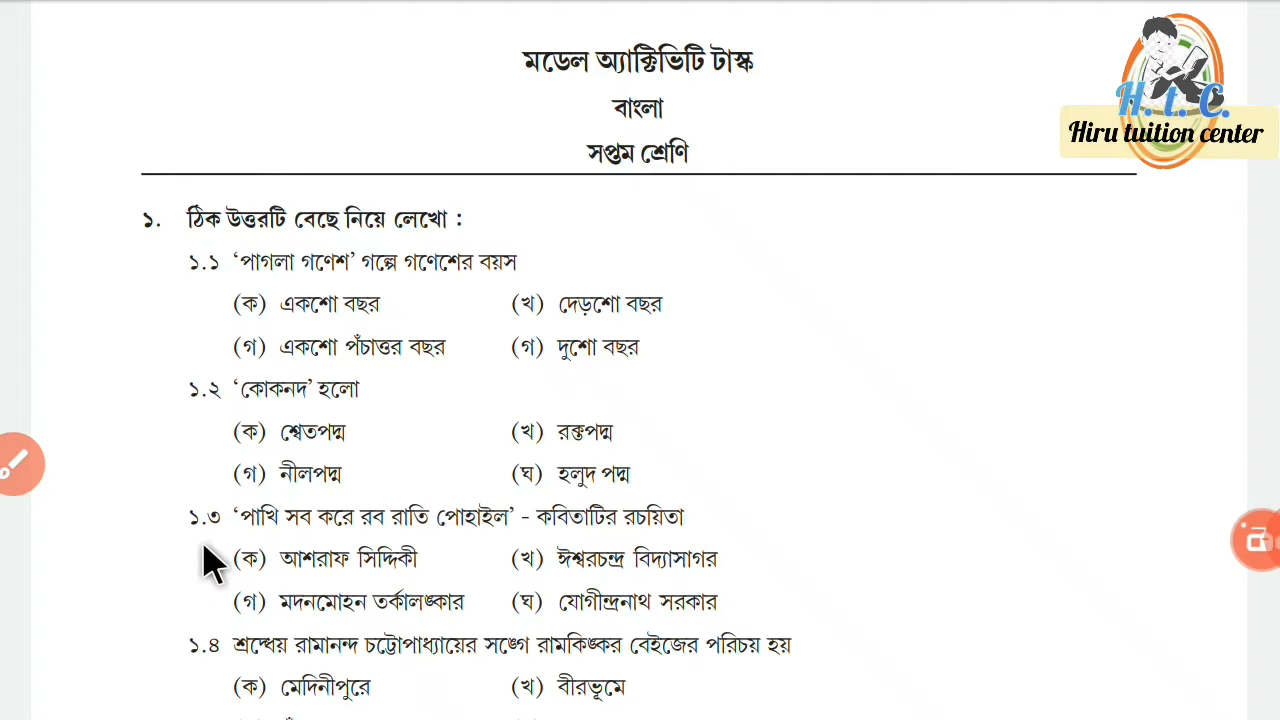 মডেল অ্যাক্টিভিটি টাস্ক
বাংলা
সপ্তম শ্রেণি
H. t. C.
Hiru tuition center
১. ঠিক উত্তরটি বেছে নিয়ে লেখো :
১.১ ‘পাগলা গণেশ’ গল্পে গণেশের বয়স
(ক) একশো বছর (খ) দেড়শো বছর
(গ) একশো পঁচাত্তর বছর (গ) দুশো বছর
১.২ ‘কোকনদ’ হলো
(ক) শ্বেতপদ্ম (খ) রক্তপদ্ম
(গ) নীলপদ্ম (ঘ) হলুদ পদ্ম
১.৩ ‘পাখি সব করে রব রাতি পোহাইল’ - কবিতাটির রচয়িতা
(ক) আশরাফ সিদ্দিকী (খ) ঈশ্বরচন্দ্র বিদ্যাসাগর
(গ) মদনমোহন তর্কালঙ্কার (ঘ) যোগীন্দ্রনাথ সরকার
১.৪ শ্রদ্ধেয় রামানন্দ চট্টোপাধ্যায়ের সঙ্গে রামকিঙ্কর বেইজের পরিচয় হয়
(ক) মেদিনীপুরে (খ) বীরভূমে